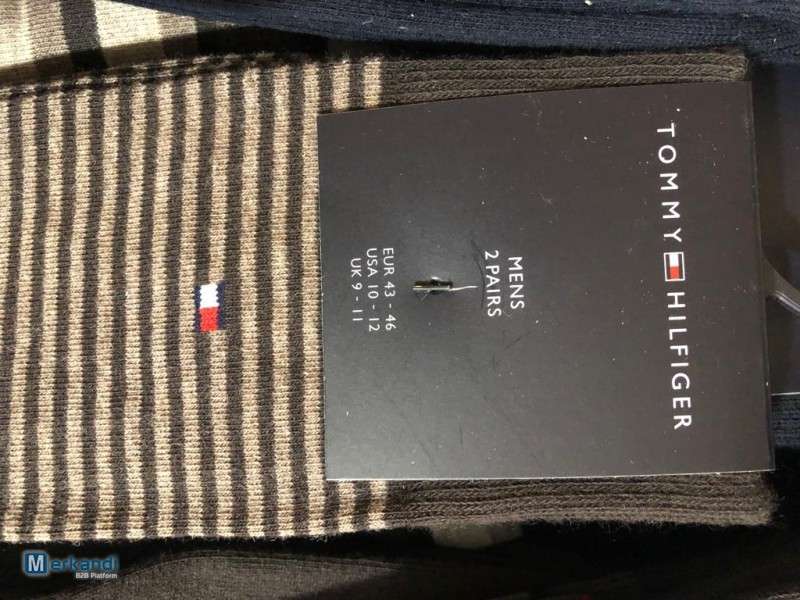 TOMMY HILFIGER
MENS
2 PAIRS
EUR 43 - 46
USA 10 - 12
UK 9 - 11
Merkandi
B2B Platform